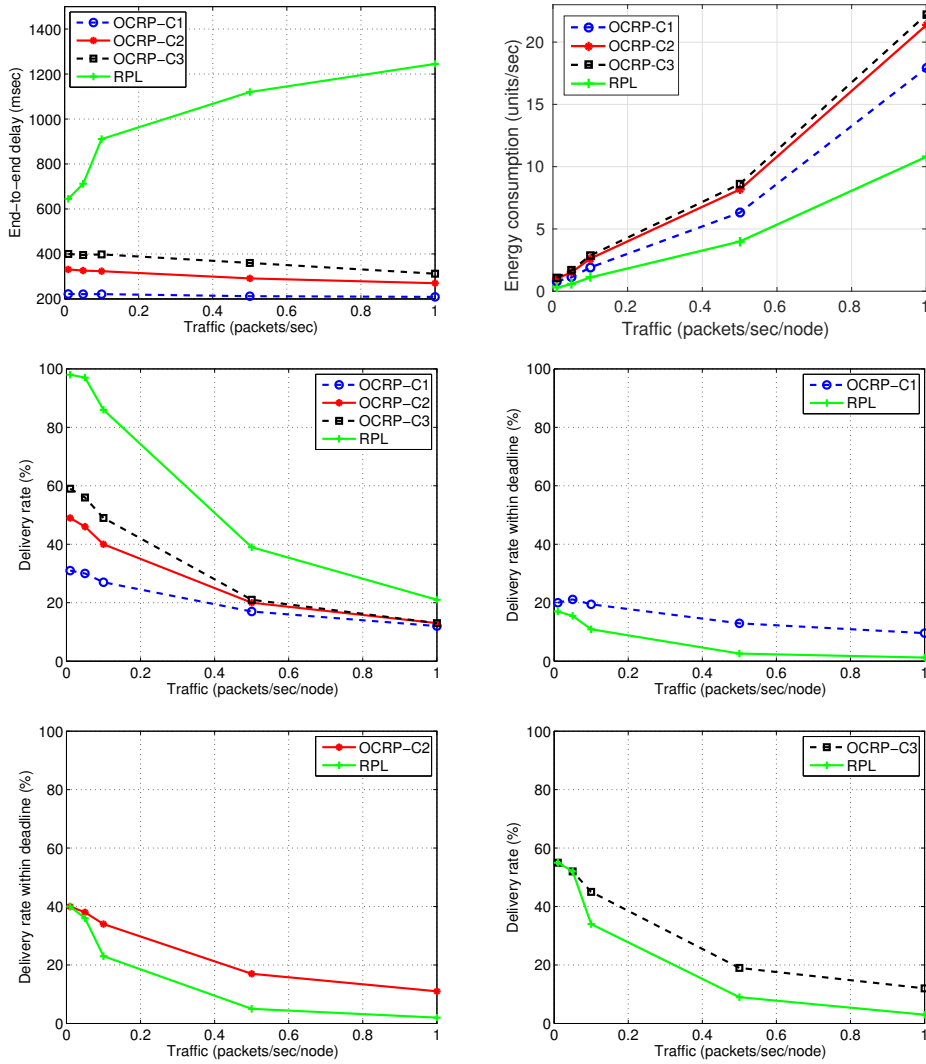 1400
1200
1000
800
600
400
200
0 0.2 0.4 0.6 0.8 1
End−to−end delay (msec)
Traffic (packets/sec)
OCRP−C1
OCRP−C2
OCRP−C3
RPL
20
15
10
5
0
0 0.2 0.4 0.6 0.8 1
Energy consumption (units/sec)
Traffic (packets/sec/node)
OCRP-C1
OCRP-C2
OCRP-C3
RPL
100
80
60
40
20
0
0 0.2 0.4 0.6 0.8 1
Delivery rate (%)
Traffic (packets/sec/node)
OCRP−C1
OCRP−C2
OCRP−C3
RPL
100
80
60
40
20
0
0 0.2 0.4 0.6 0.8 1
Delivery rate within deadline (%)
Traffic (packets/sec/node)
OCRP−C1
RPL
100
80
60
40
20
0
0 0.2 0.4 0.6 0.8 1
Delivery rate within deadline (%)
Traffic (packets/sec/node)
OCRP−C2
RPL
100
80
60
40
20
0
0 0.2 0.4 0.6 0.8 1
Delivery rate (%)
Traffic (packets/sec/node)
OCRP−C3
RPL